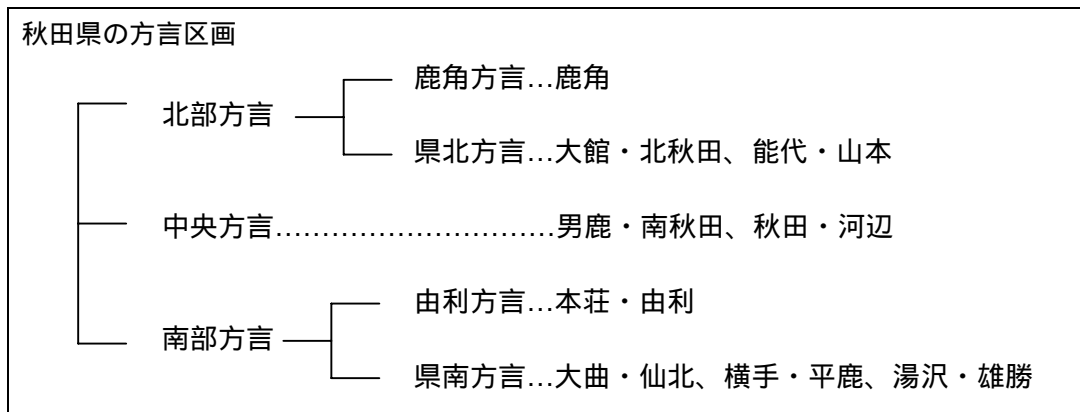 秋田県の方言区画
鹿角方言…鹿角
北部方言
県北方言…大館・北秋田、能代・山本
中央方言…………………………男鹿・南秋田、秋田・河辺
由利方言…本荘・由利
南部方言
県南方言…大曲・仙北、横手・平鹿、湯沢・雄勝